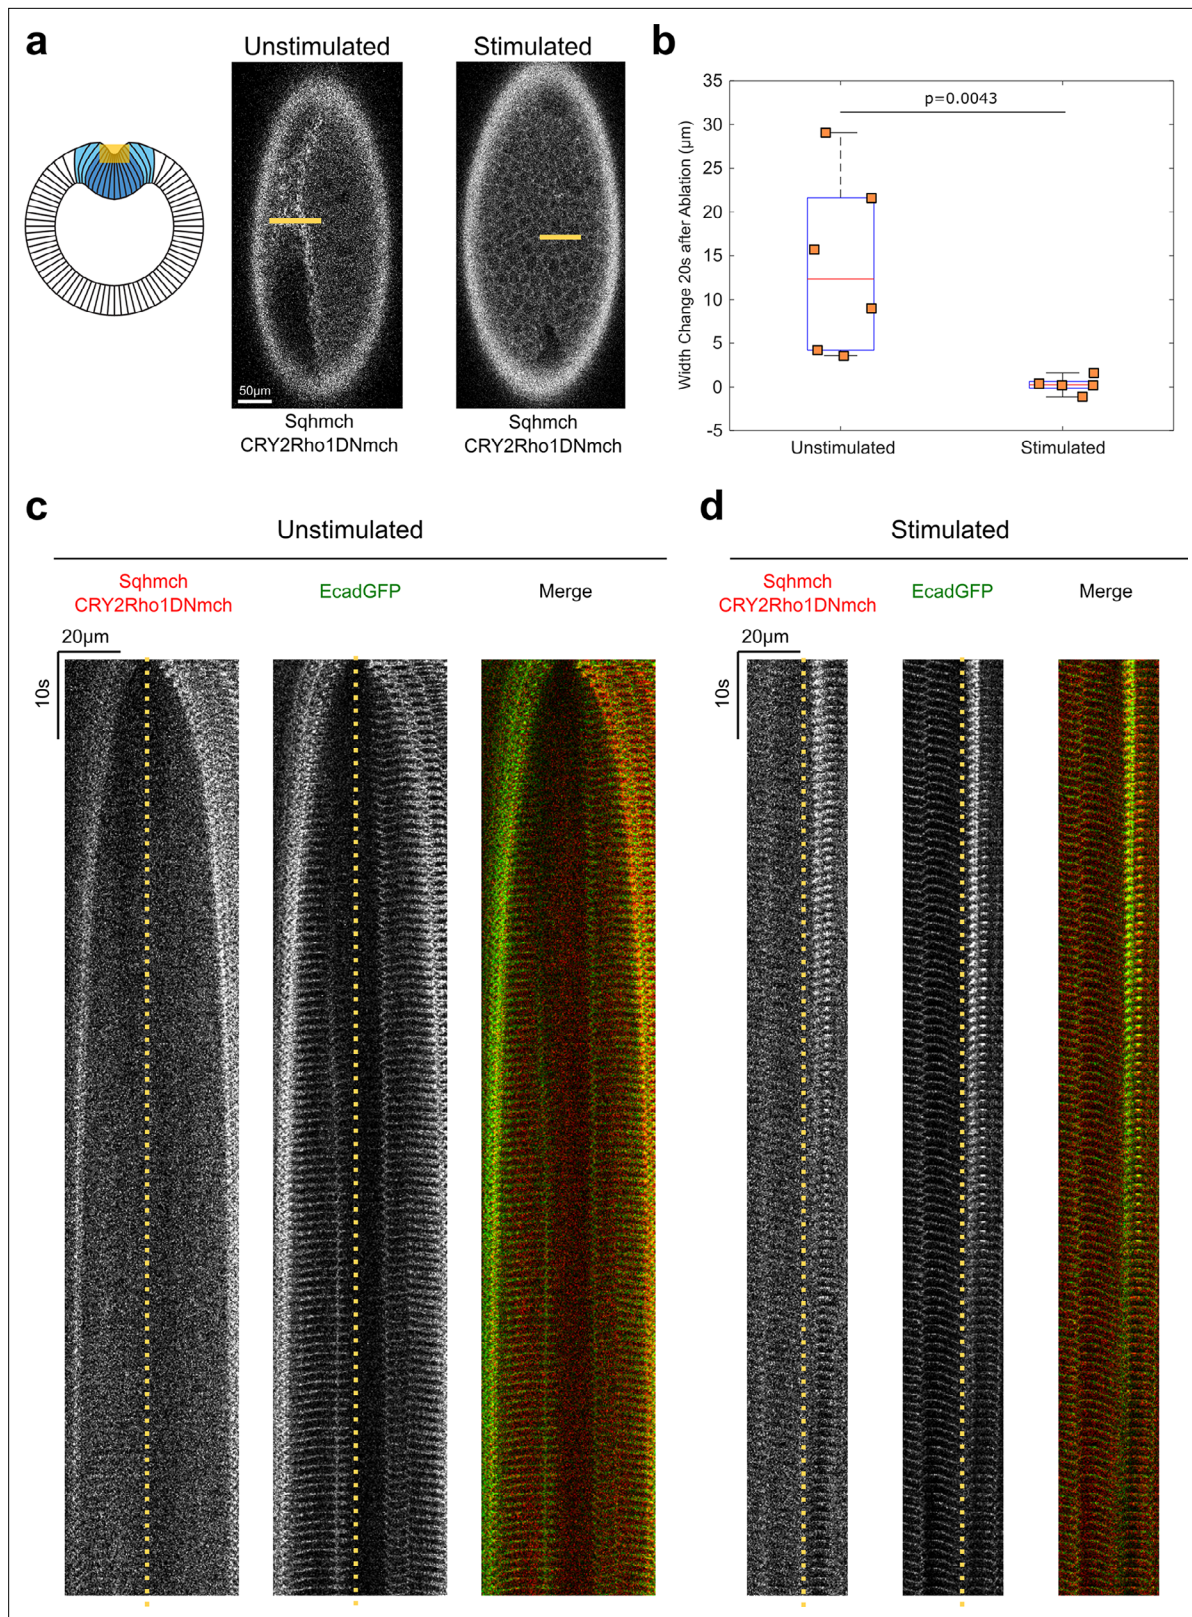 a
Unstimulated
Stimulated
50µm
Sqhmch
CRY2Rho1DNmch
Sqhmch
CRY2Rho1DNmch
b
Width Change 20s after Ablation (µm)
35
30
25
20
15
10
5
0
-5
p=0.0043
Unstimulated
Stimulated
c
Unstimulated
Sqhmch
CRY2Rho1DNmch
EcadGFP
Merge
20µm
10s
d
Stimulated
Sqhmch
CRY2Rho1DNmch
EcadGFP
Merge
20µm
10s